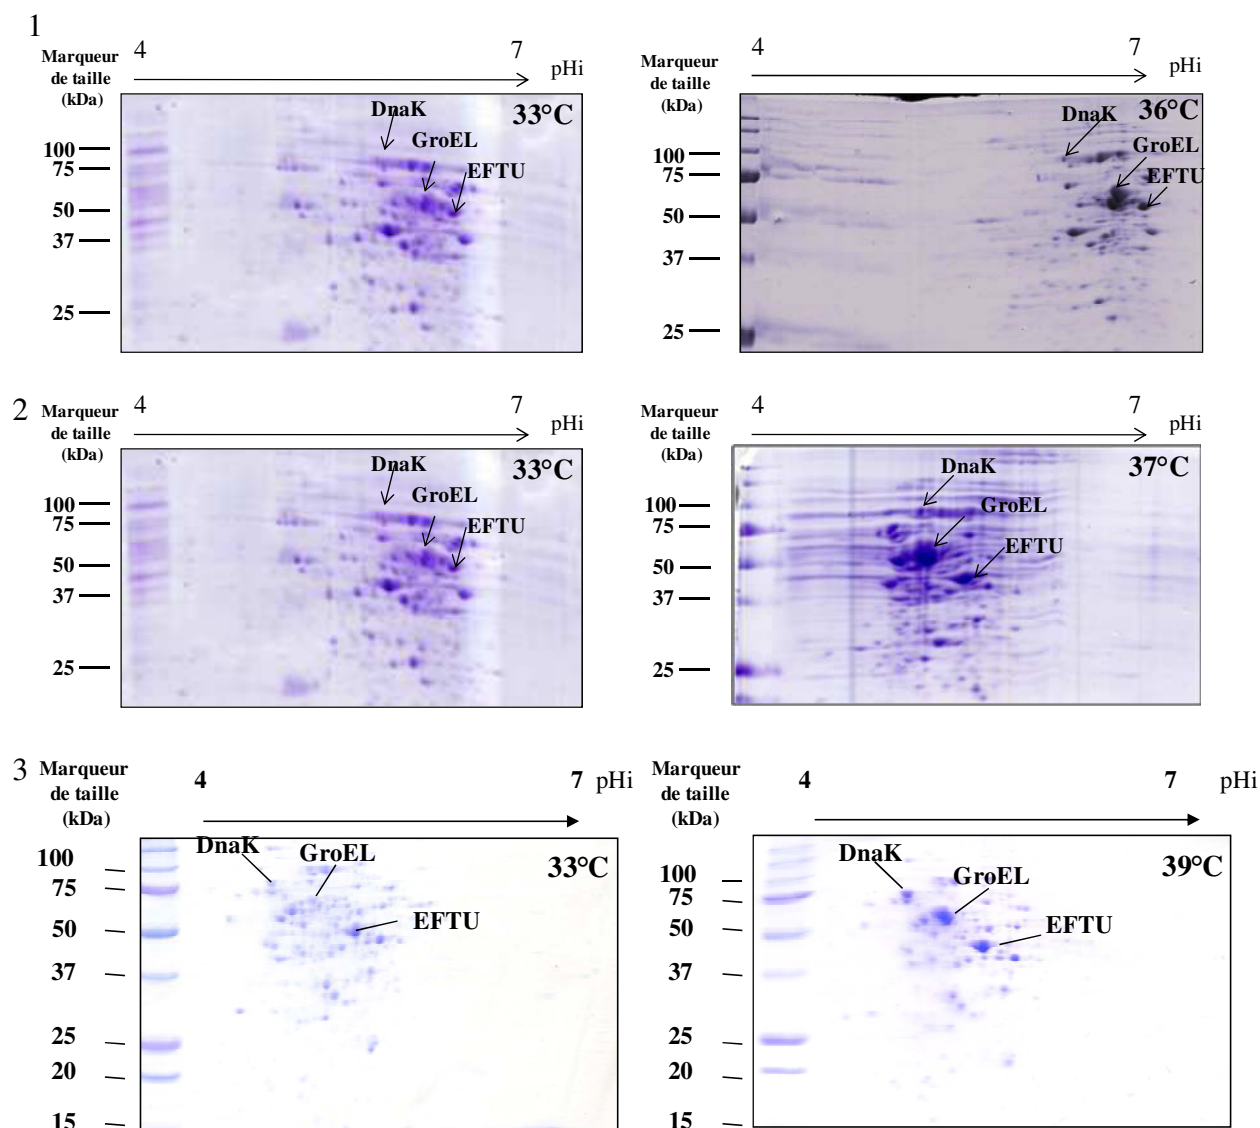 1
Marqueur
de taille
(kDa)
4
7
pHi
33°C
DnaK
GroEL
EFTU
100
75
50
37
25
Marqueur
de taille
(kDa)
4
7
pHi
36°C
DnaK
GroEL
EFTU
100
75
50
37
25
2
Marqueur
de taille
(kDa)
4
7
pHi
33°C
DnaK
GroEL
EFTU
100
75
50
37
25
Marqueur
de taille
(kDa)
4
7
pHi
37°C
DnaK
GroEL
EFTU
100
75
50
37
25
3
Marqueur
de taille
(kDa)
4
7 pHi
33°C
DnaK
GroEL
EFTU
100
75
50
37
25
20
15
Marqueur
de taille
(kDa)
4
7
pHi
39°C
DnaK
GroEL
EFTU
100
75
50
37
25
20
15